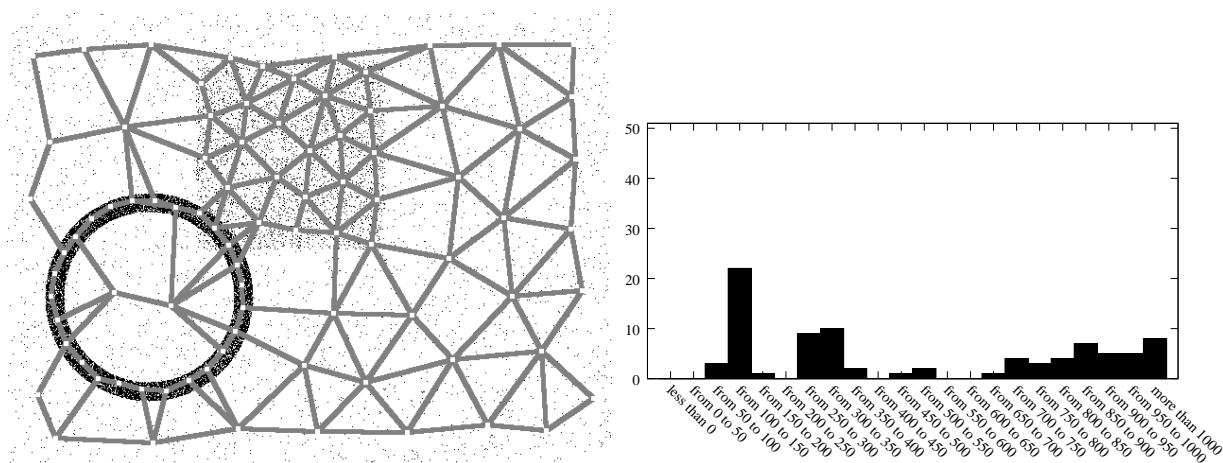 50
40
30
20
10
0
less than 0
from 0 to 50
from 50 to 100
from 100 to 150
from 150 to 200
from 200 to 250
from 250 to 300
from 300 to 350
from 350 to 400
from 400 to 450
from 450 to 500
from 500 to 550
from 550 to 600
from 600 to 650
from 650 to 700
from 700 to 750
from 750 to 800
from 800 to 850
from 850 to 900
from 900 to 950
from 950 to 1000
more than 1000